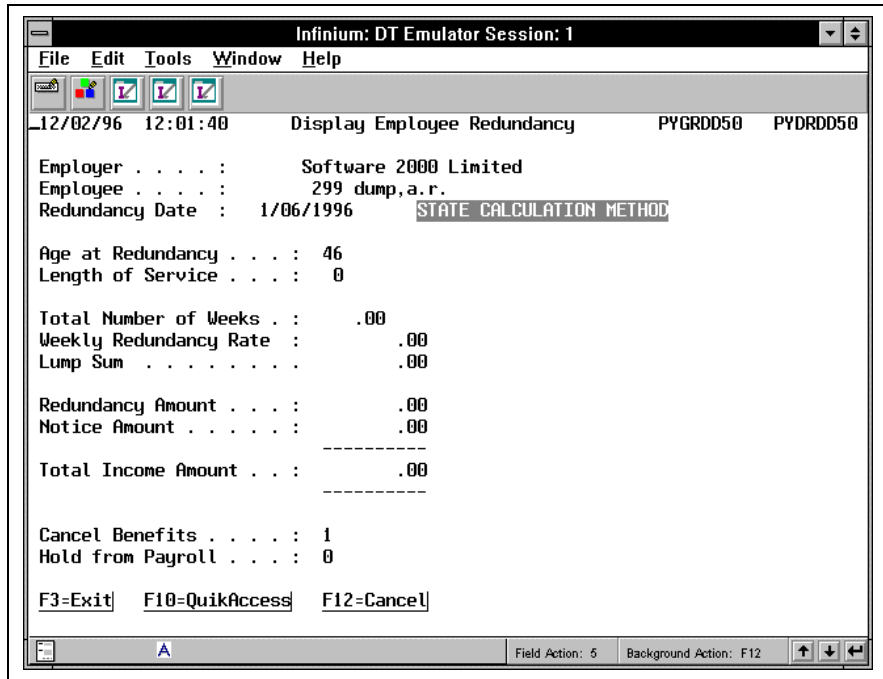 Infinium: DT Emulator Session: 1
File Edit Tools Window Help
12/02/96 12:01:40 Display Employee Redundancy PYGRDD50 PYDRDD50
Employer . . . . : Software 2000 Limited
Employee . . . . : 299 dump,a.r.
Redundancy Date : 1/06/1996 STATE CALCULATION METHOD
Age at Redundancy . . . : 46
Length of Service . . . : 0
Total Number of Weeks . : .00
Weekly Redundancy Rate : .00
Lump Sum . . . . . . . . .00
Redundancy Amount . . . : .00
Notice Amount . . . . . : .00
----------
Total Income Amount . . : .00
----------
Cancel Benefits . . . . : 1
Hold from Payroll . . . : 0
F3=Exit F10=QuikAccess F12=Cancel
A Field Action: 5 Background Action: F12